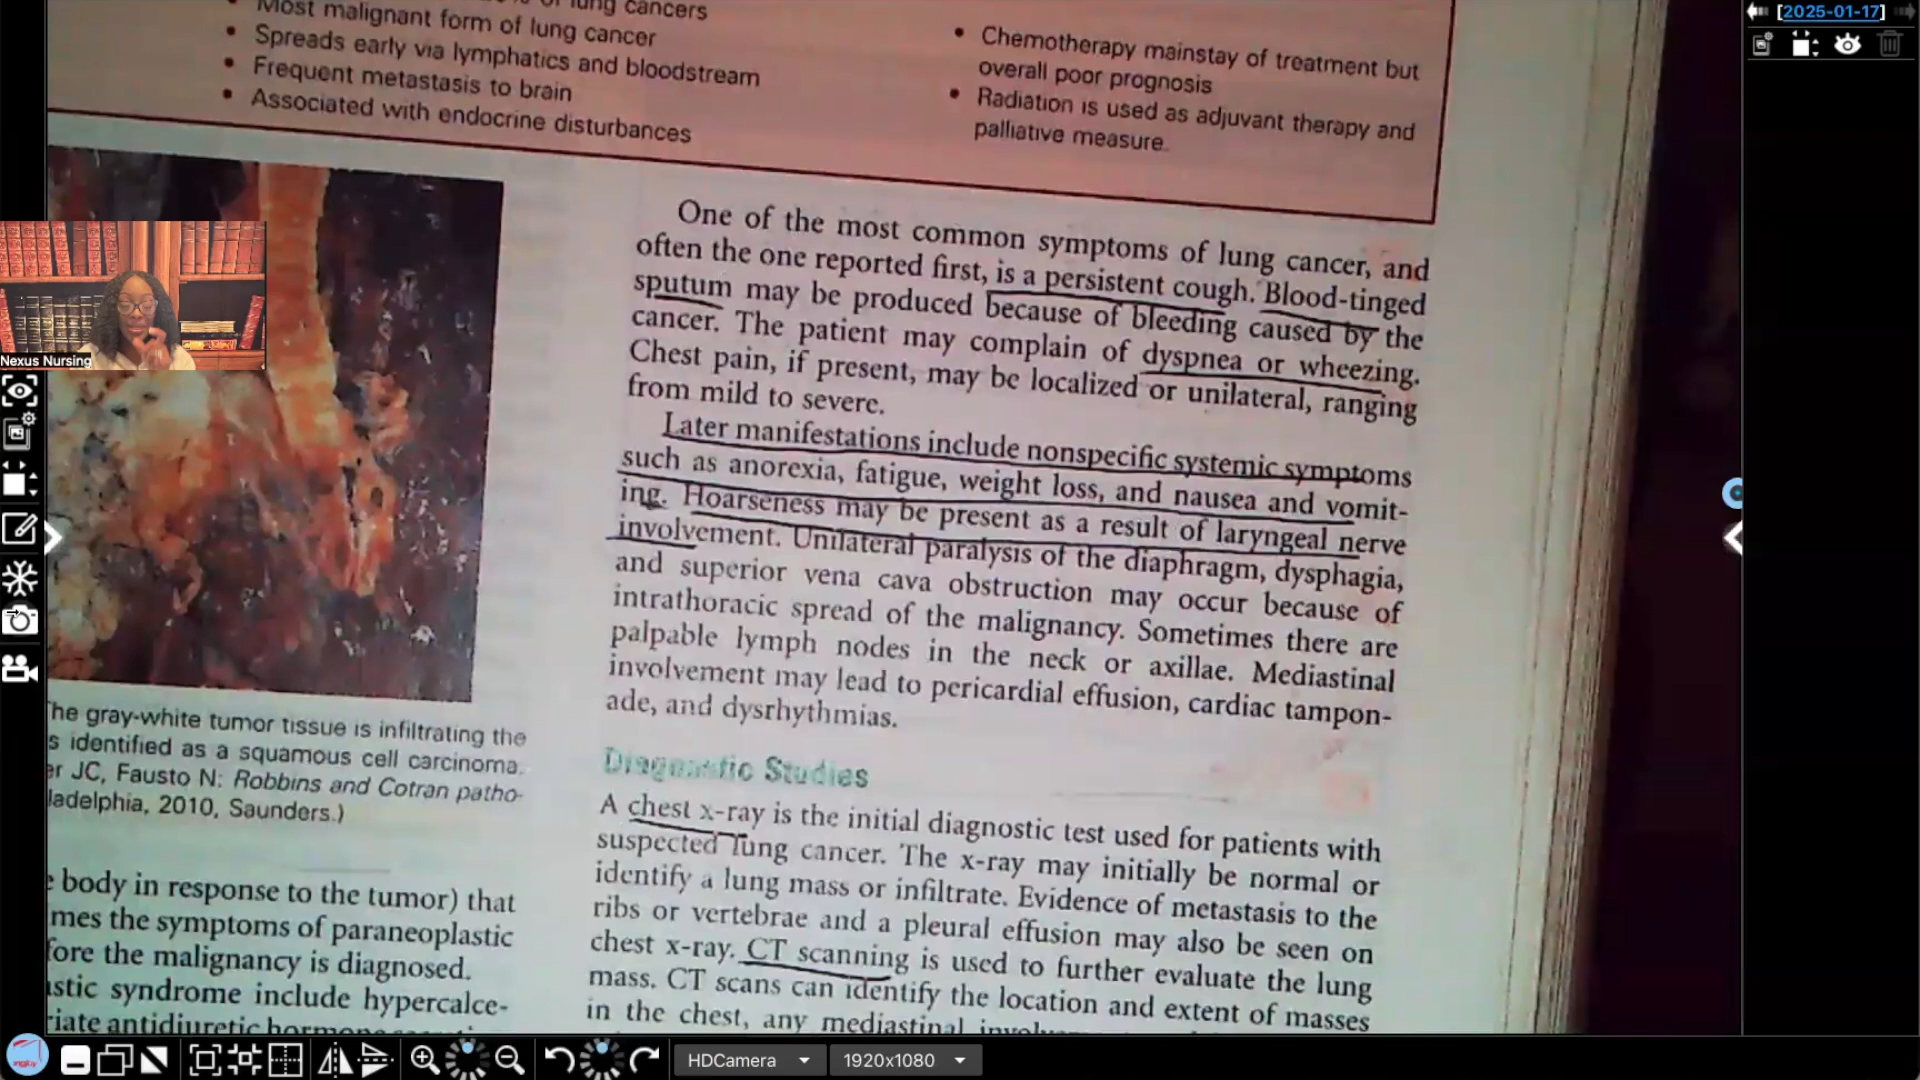 lung cancers
Most malignant form of lung cancer
• Spreads early via lymphatics and bloodstream
• Frequent metastasis to brain
• Associated with endocrine disturbances
• Chemotherapy mainstay of treatment but
overall poor prognosis
• Radiation is used as adjuvant therapy and
palliative measure.
One of the most common symptoms of lung cancer, and
often the one reported first, is a persistent cough. Blood-tinged
sputum may be produced because of bleeding caused by the
cancer. The patient may complain of dyspnea or wheezing.
Chest pain, if present, may be localized or unilateral, ranging
from mild to severe.
Later manifestations include nonspecific systemic symptoms
such as anorexia, fatigue, weight loss, and nausea and vomit-
ing. Hoarseness may be present as a result of laryngeal nerve
involvement. Unilateral paralysis of the diaphragm, dysphagia,
and superior vena cava obstruction may occur because of
intrathoracic spread of the malignancy. Sometimes there are
palpable lymph nodes in the neck or axillae. Mediastinal
involvement may lead to pericardial effusion, cardiac tampon-
ade, and dysrhythmias.
Diagnostic Studies
A chest x-ray is the initial diagnostic test used for patients with
suspected lung cancer. The x-ray may initially be normal or
identify a lung mass or infiltrate. Evidence of metastasis to the
ribs or vertebrae and a pleural effusion may also be seen on
chest x-ray. CT scanning is used to further evaluate the lung
mass. CT scans can identify the location and extent of masses
in the chest, any mediastinal
he gray-white tumor tissue is infiltrating the
s identified as a squamous cell carcinoma.
er JC, Fausto N: Robbins and Cotran patho-
ladelphia, 2010, Saunders.)
body in response to the tumor) that
mes the symptoms of paraneoplastic
fore the malignancy is diagnosed.
astic syndrome include hypercalce-
riate antidiuretic
Nexus Nursing
[2025-01-17]
HDCamera
1920x1080